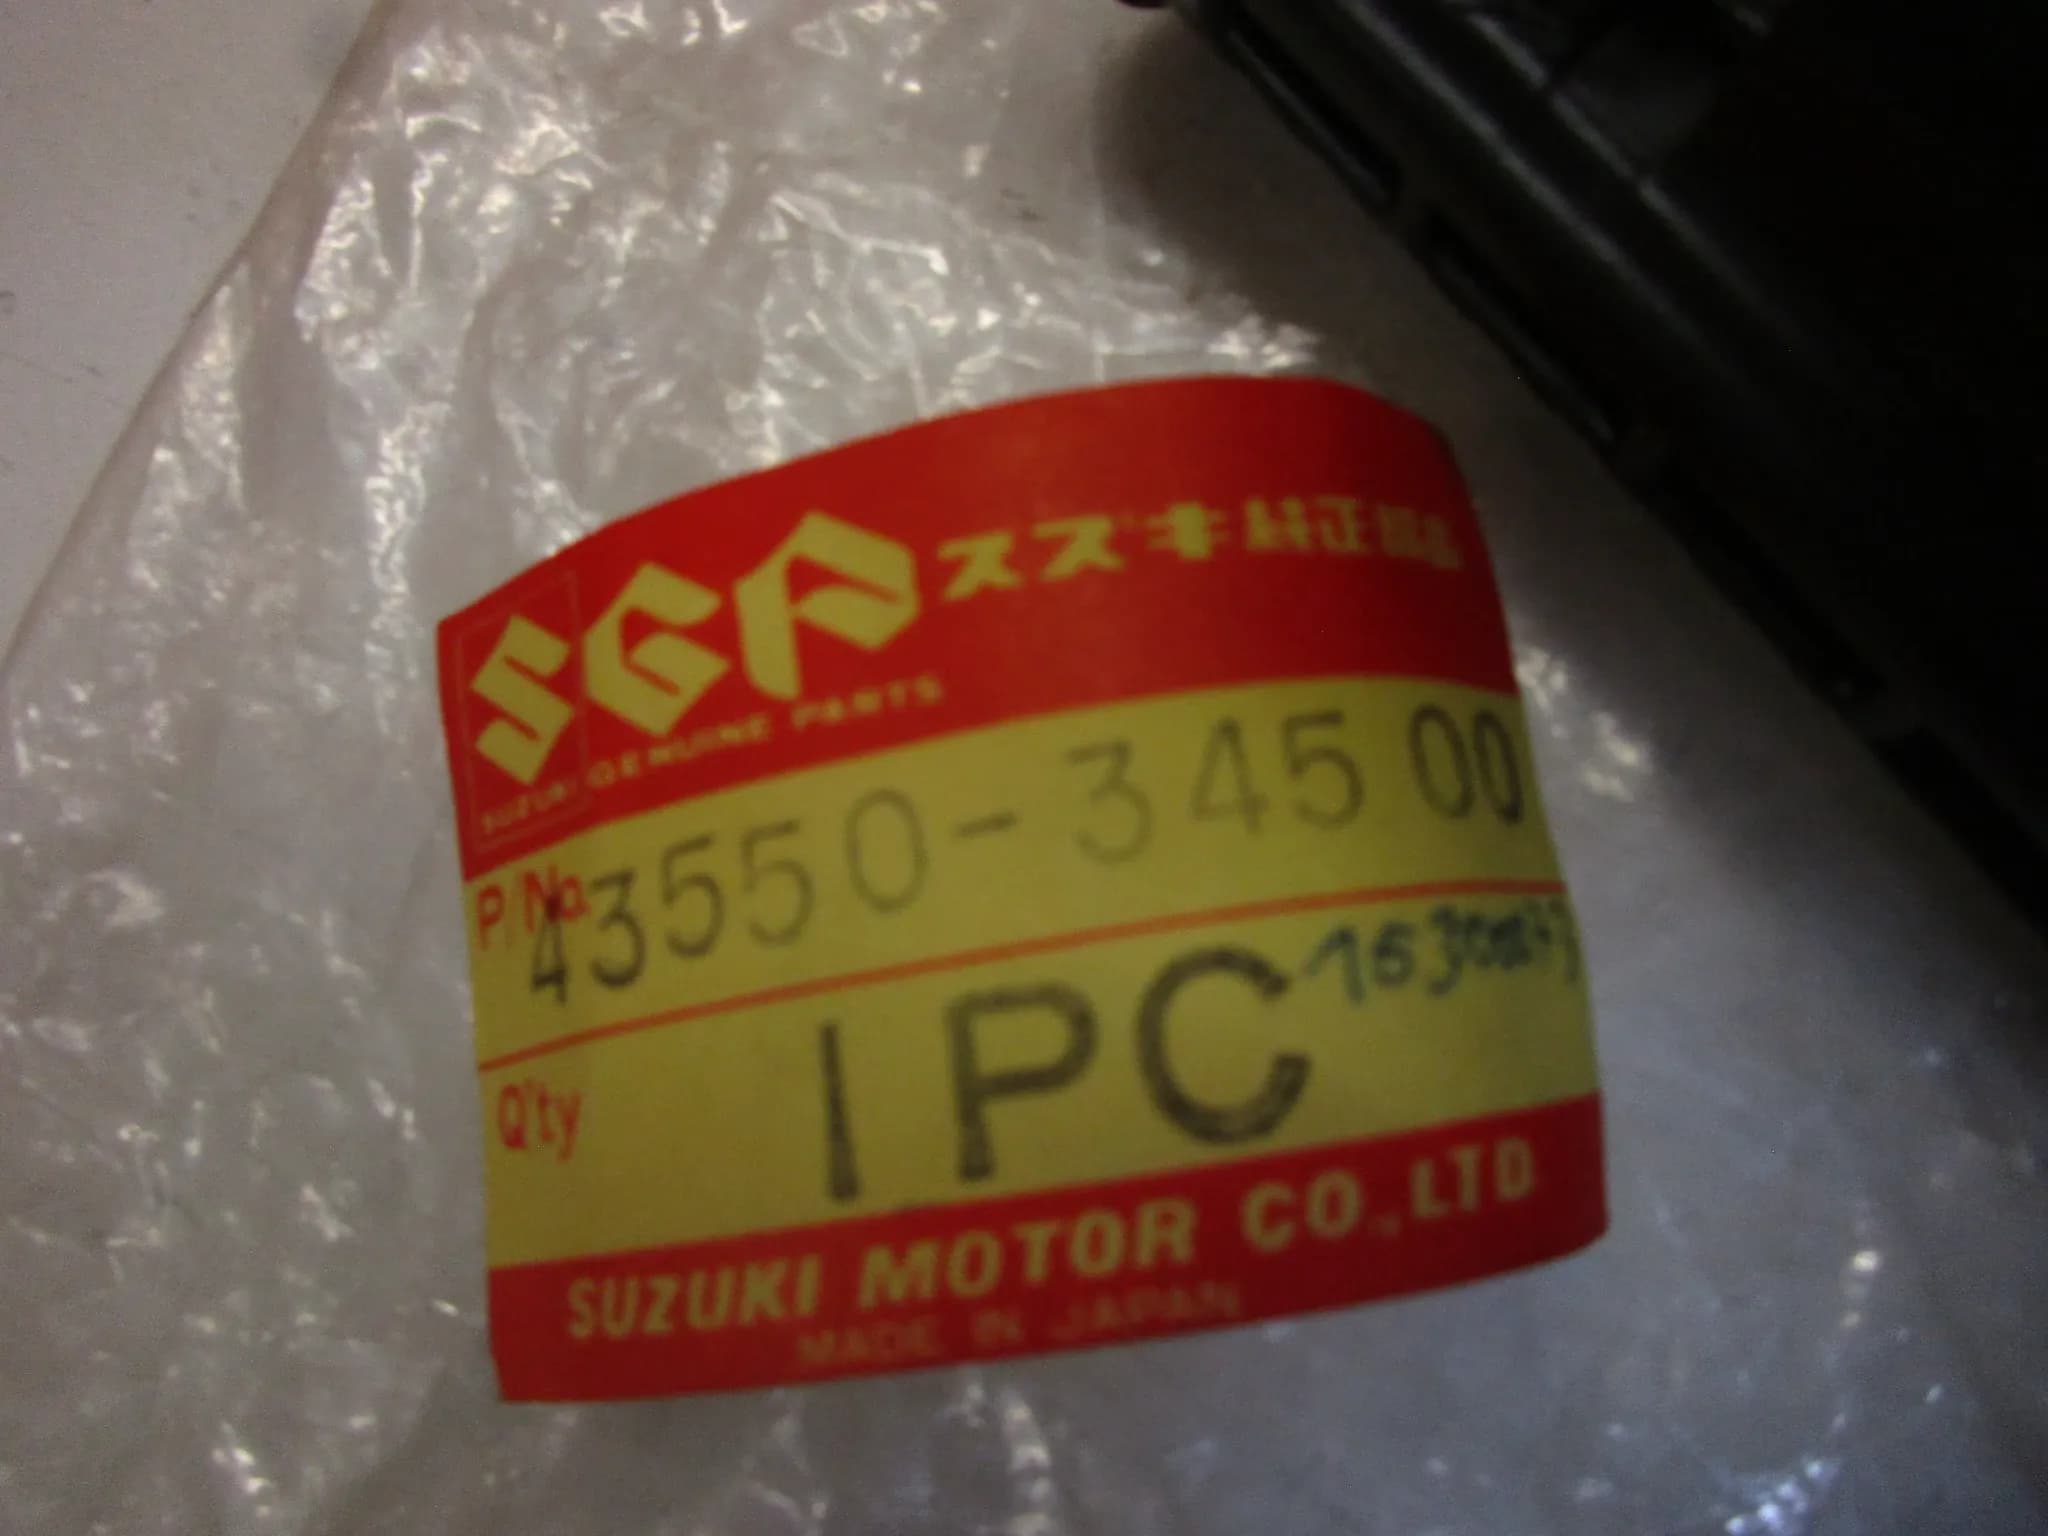 SGP スズキ純正部品
SUZUKI GENUINE PARTS
P/No. 43550-34500
Q'ty 1PC
SUZUKI MOTOR CO.,LTD
MADE IN JAPAN